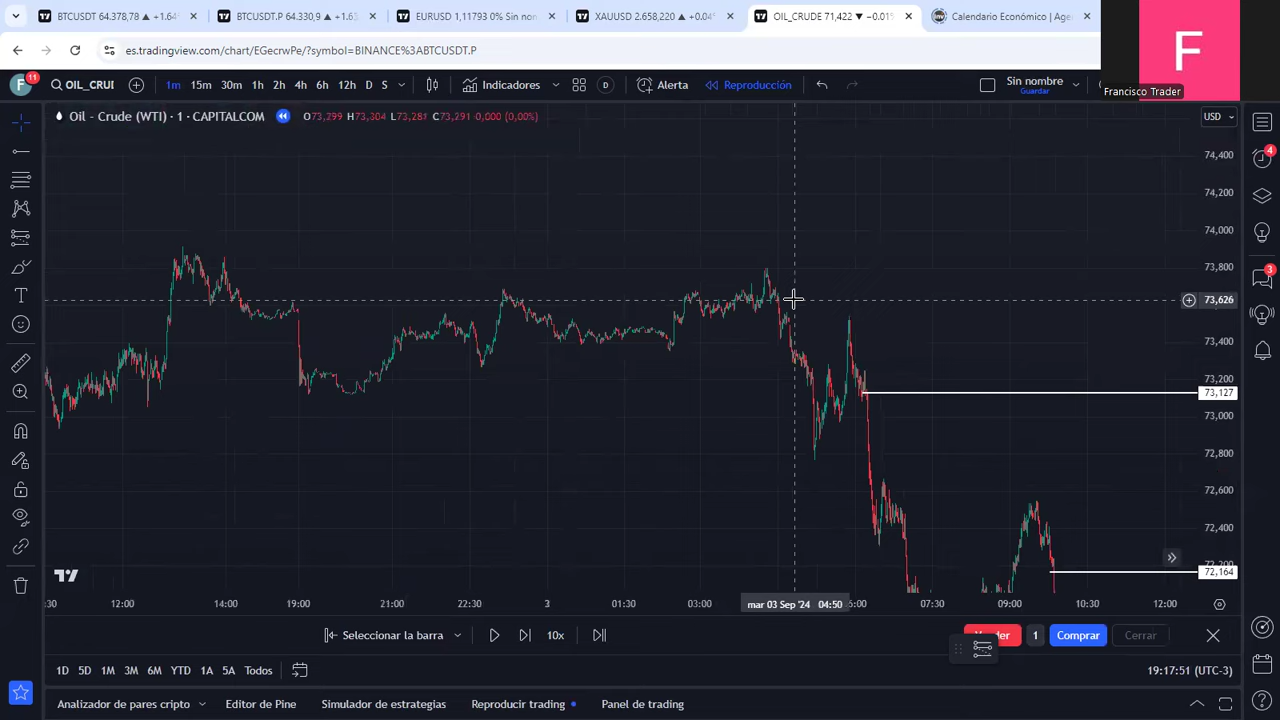 BTCUSDT 64.378,78 ▲ +1.64
BTCUSDT.P 64.330,9 ▲ +1.6
EURUSD 1,11793 0% Sin non
XAUUSD 2.658,220 ▲ +0.04
OIL_CRUDE 71,422 ▼ −0.01
Calendario Económico | Age
es.tradingview.com/chart/EGecrwPe/?symbol=BINANCE%3ABTCUSDT.P
F
Francisco Trader
F
11
OIL_CRUI
1m 15m 30m 1h 2h 4h 6h 12h D S
Indicadores
D
Alerta
Reproducción
Sin nombre
Guardar
Oil - Crude (WTI) · 1 · CAPITALCOM
O73,299 H73,304 L73,281 C73,291 0,000 (0,00%)
USD
74,400
74,200
74,000
73,800
73,626
73,400
73,200
73,127
73,000
72,800
72,600
72,400
72,164
4
3
:30 12:00 14:00 19:00 21:00 22:30 3 01:30 03:00 mar 03 Sep '24 04:50 6:00 07:30 09:00 10:30 12:00
Seleccionar la barra
10x
1
Comprar
Cerrar
1D 5D 1M 3M 6M YTD 1A 5A Todos
19:17:51 (UTC-3)
Analizador de pares cripto
Editor de Pine
Simulador de estrategias
Reproducir trading
Panel de trading